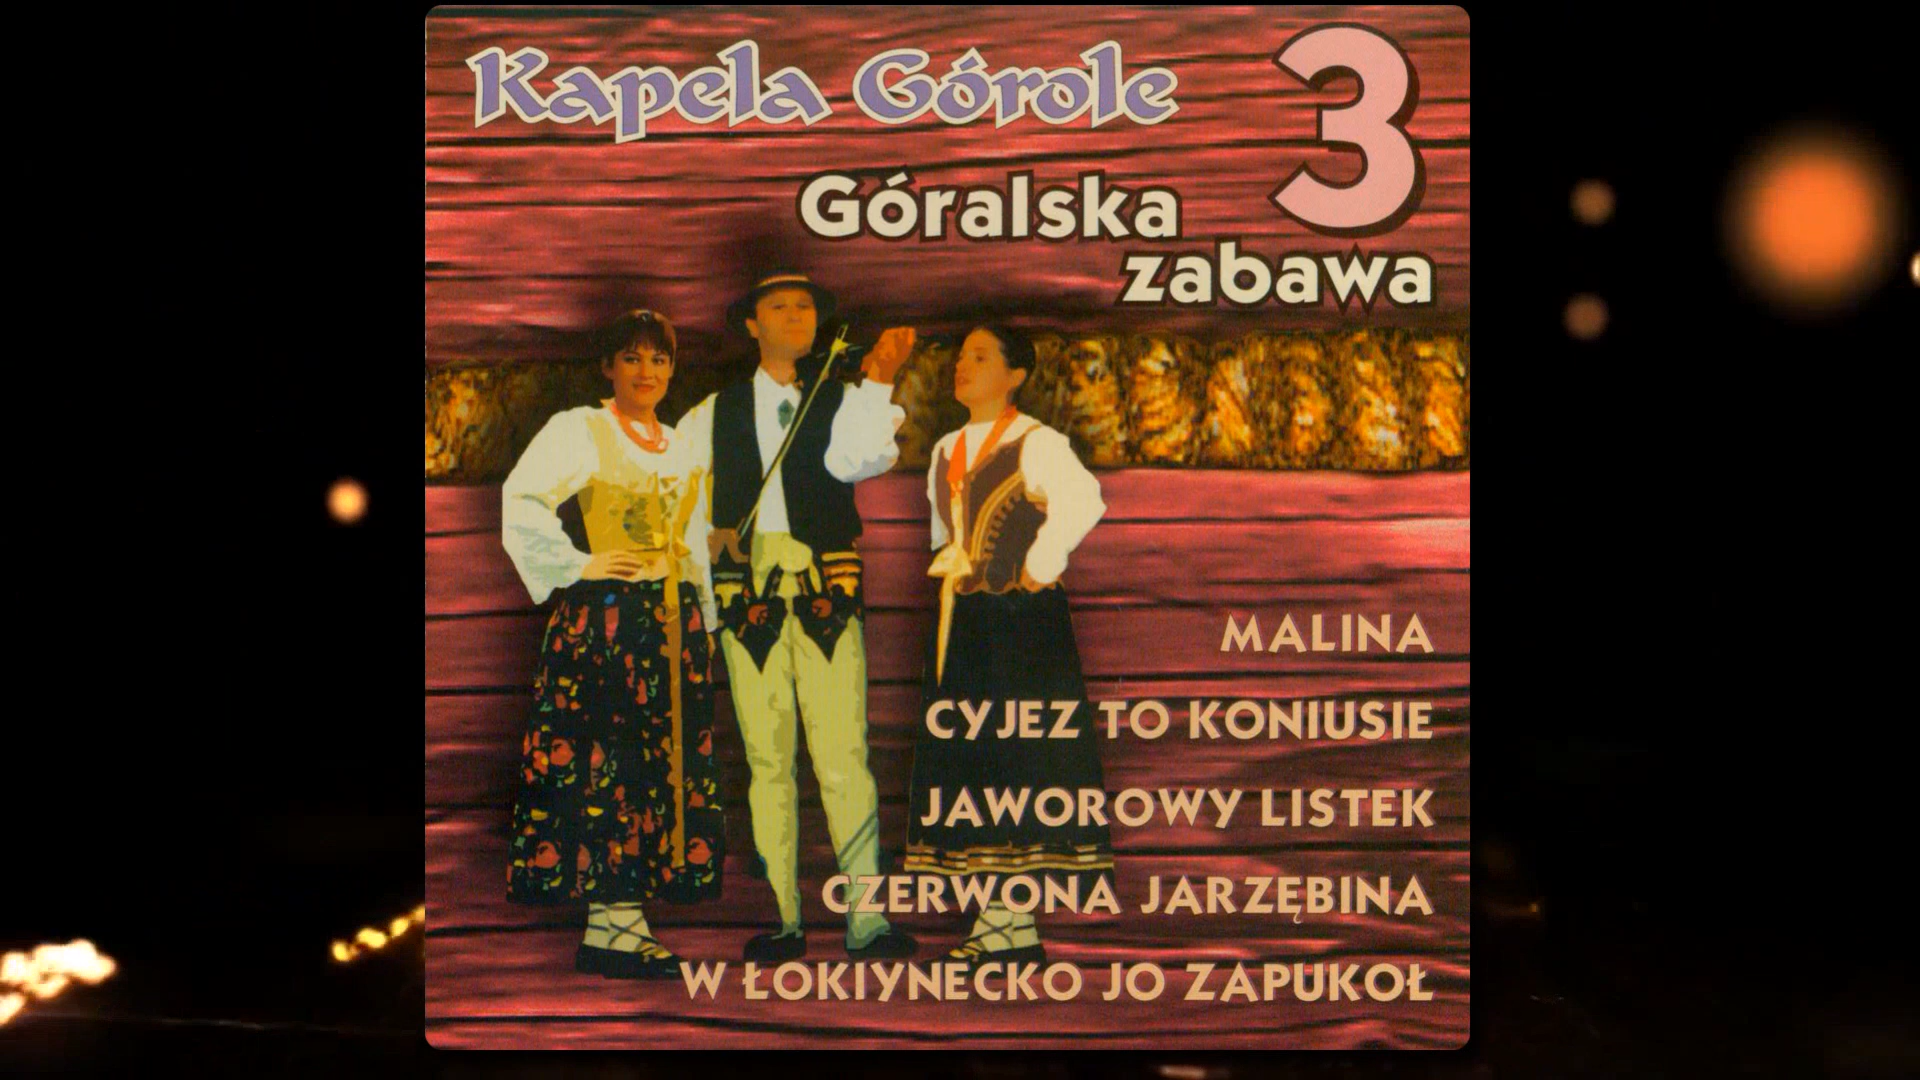 Kapela Górole
3
Góralska
zabawa
MALINA
CYJEZ TO KONIUSIE
JAWOROWY LISTEK
CZERWONA JARZĘBINA
W ŁOKIYNECKO JO ZAPUKOŁ